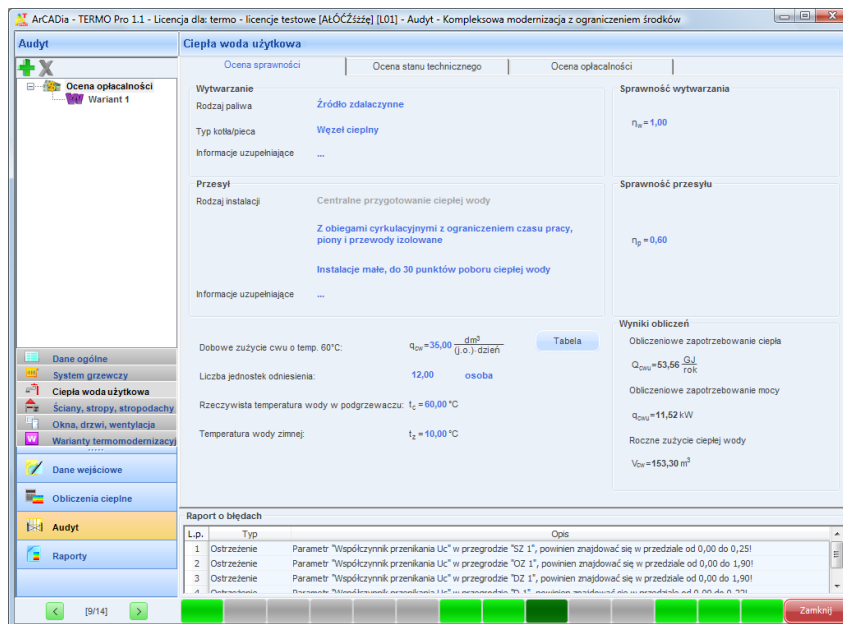 ArCADia - TERMO Pro 1.1 - Licencja dla: termo - licencje testowe [AŁÓĆŹśżźę] [L01] - Audyt - Kompleksowa modernizacja z ograniczeniem środków
Audyt
Ocena opłacalności
Wariant 1
Dane ogólne
System grzewczy
Ciepła woda użytkowa
Ściany, stropy, stropodachy
Okna, drzwi, wentylacja
Warianty termomodernizacyj
Dane wejściowe
Obliczenia cieplne
Audyt
Raporty
[9/14]
Ciepła woda użytkowa
Ocena sprawności
Ocena stanu technicznego
Ocena opłacalności
Wytwarzanie
Rodzaj paliwa
Źródło zdalaczynne
Typ kotła/pieca
Węzeł cieplny
Informacje uzupełniające
...
Sprawność wytwarzania
ηw=1,00
Przesył
Rodzaj instalacji
Centralne przygotowanie ciepłej wody
Z obiegami cyrkulacyjnymi z ograniczeniem czasu pracy,
piony i przewody izolowane
Instalacje małe, do 30 punktów poboru ciepłej wody
Informacje uzupełniające
...
Sprawność przesyłu
ηp=0,60
Dobowe zużycie cwu o temp. 60°C:
qcw=35,00 dm³/(j.o.)·dzień
Tabela
Liczba jednostek odniesienia:
12,00 osoba
Rzeczywista temperatura wody w podgrzewaczu: tc=60,00 °C
Temperatura wody zimnej:
tz=10,00 °C
Wyniki obliczeń
Obliczeniowe zapotrzebowanie ciepła
Qcwu=53,56 GJ/rok
Obliczeniowe zapotrzebowanie mocy
qcwu=11,52 kW
Roczne zużycie ciepłej wody
Vcw=153,30 m³
Raport o błędach
L.p. Typ Opis
1 Ostrzeżenie Parametr "Współczynnik przenikania Uc" w przegrodzie "SZ 1", powinien znajdować się w przedziale od 0,00 do 0,25!
2 Ostrzeżenie Parametr "Współczynnik przenikania Uc" w przegrodzie "OZ 1", powinien znajdować się w przedziale od 0,00 do 1,90!
3 Ostrzeżenie Parametr "Współczynnik przenikania Uc" w przegrodzie "DZ 1", powinien znajdować się w przedziale od 0,00 do 1,90!
Zamknij